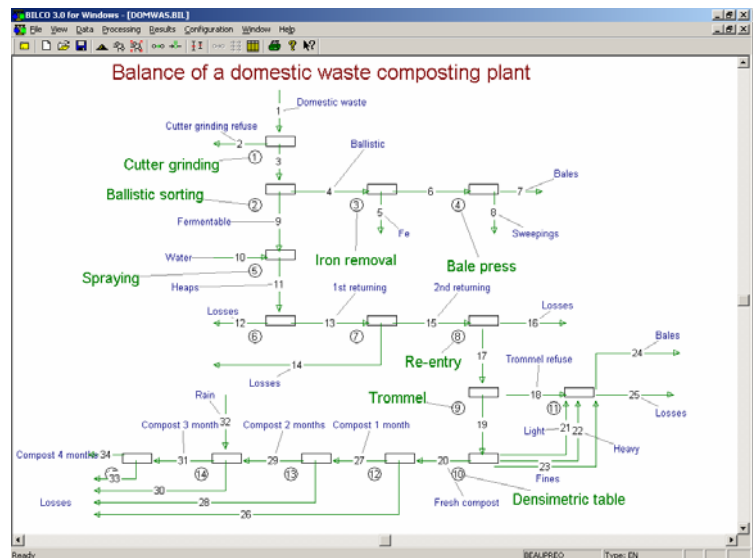 BILCO 3.0 for Windows - [DOMWAS.BIL]
File View Data Processing Results Configuration Window Help
Balance of a domestic waste composting plant
1 Domestic waste
Cutter grinding refuse
2
1
Cutter grinding
3
Ballistic
Ballistic sorting
2
4
3
6
4
7
Bales
Fermentable
9
5
Fe
8
Sweepings
Water
10
5
Iron removal
Bale press
Spraying
Heaps
11
1st returning
2nd returning
Losses
12
6
13
7
15
8
16
Losses
14
Losses
Re-entry
17
Trommel refuse
Bales
24
Rain
32
Trommel
9
18
11
25
Losses
19
Light
21
22
Heavy
Compost 4 months
34
Compost 3 month
31
14
Compost 2 months
29
13
Compost 1 month
27
12
20
10
23
Fines
33
30
Losses
28
26
Fresh compost
Densimetric table
Ready
BEAUPREO
Type: EN